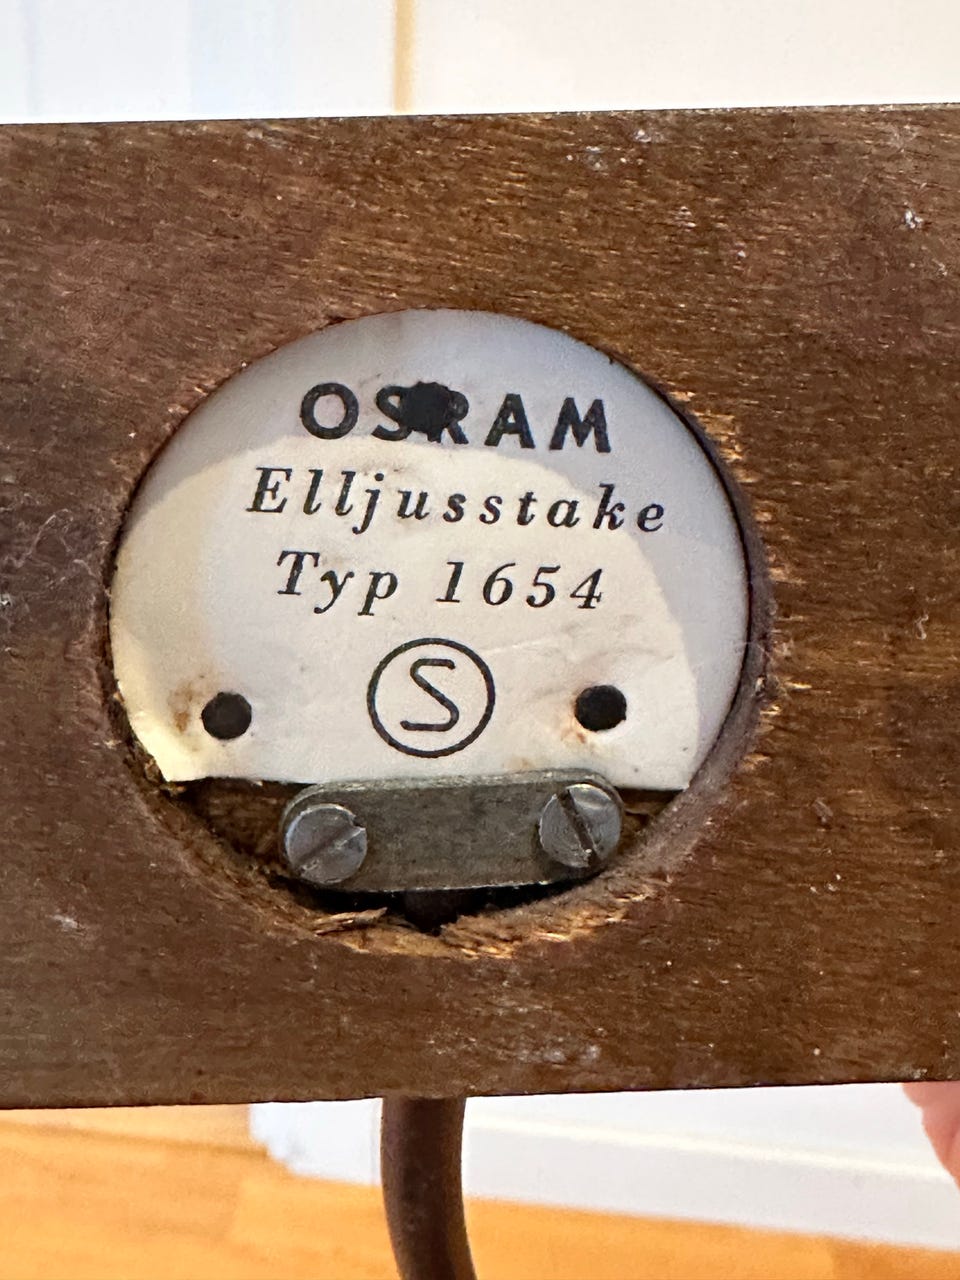 OSRAM
Elljusstake
Typ 1654
S